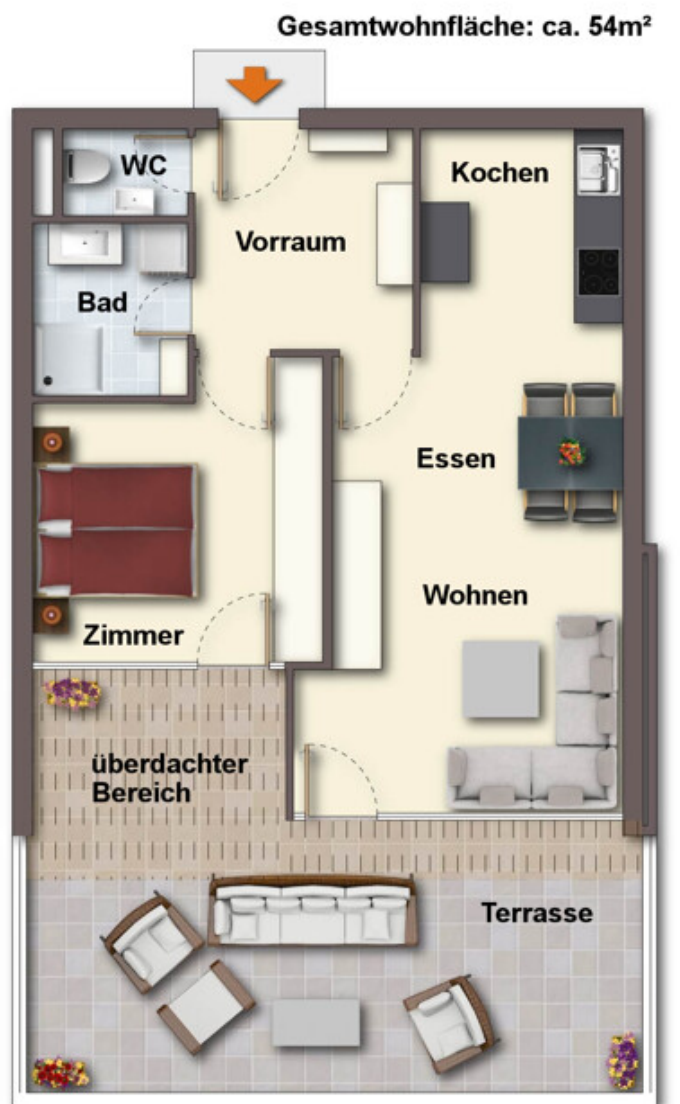 Gesamtwohnfläche: ca. 54m²
WC
Kochen
Vorraum
Bad
Essen
Wohnen
Zimmer
überdachter
Bereich
Terrasse